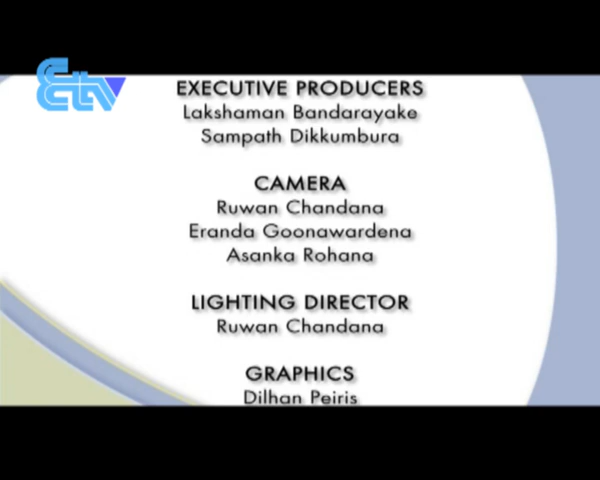 Etv
EXECUTIVE PRODUCERS
Lakshaman Bandarayake
Sampath Dikkumbura
CAMERA
Ruwan Chandana
Eranda Goonawardena
Asanka Rohana
LIGHTING DIRECTOR
Ruwan Chandana
GRAPHICS
Dilhan Peiris